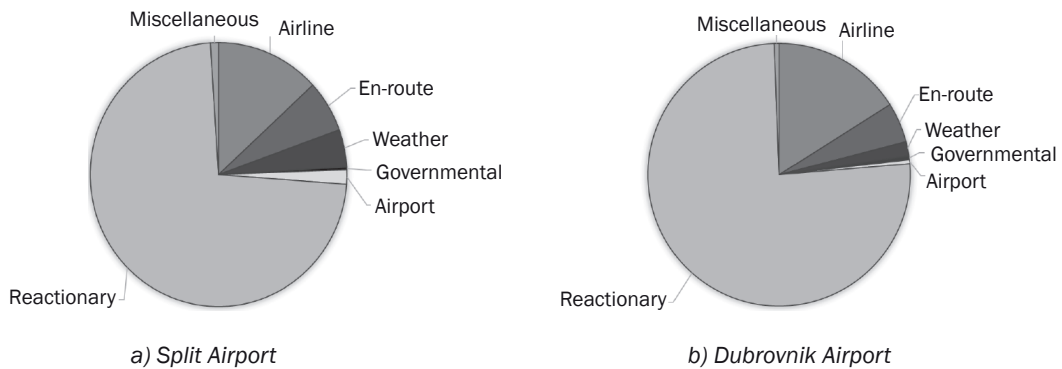 Miscellaneous
Airline
En-route
Weather
Governmental
Airport
Reactionary
a) Split Airport
Miscellaneous
Airline
En-route
Weather
Governmental
Airport
Reactionary
b) Dubrovnik Airport